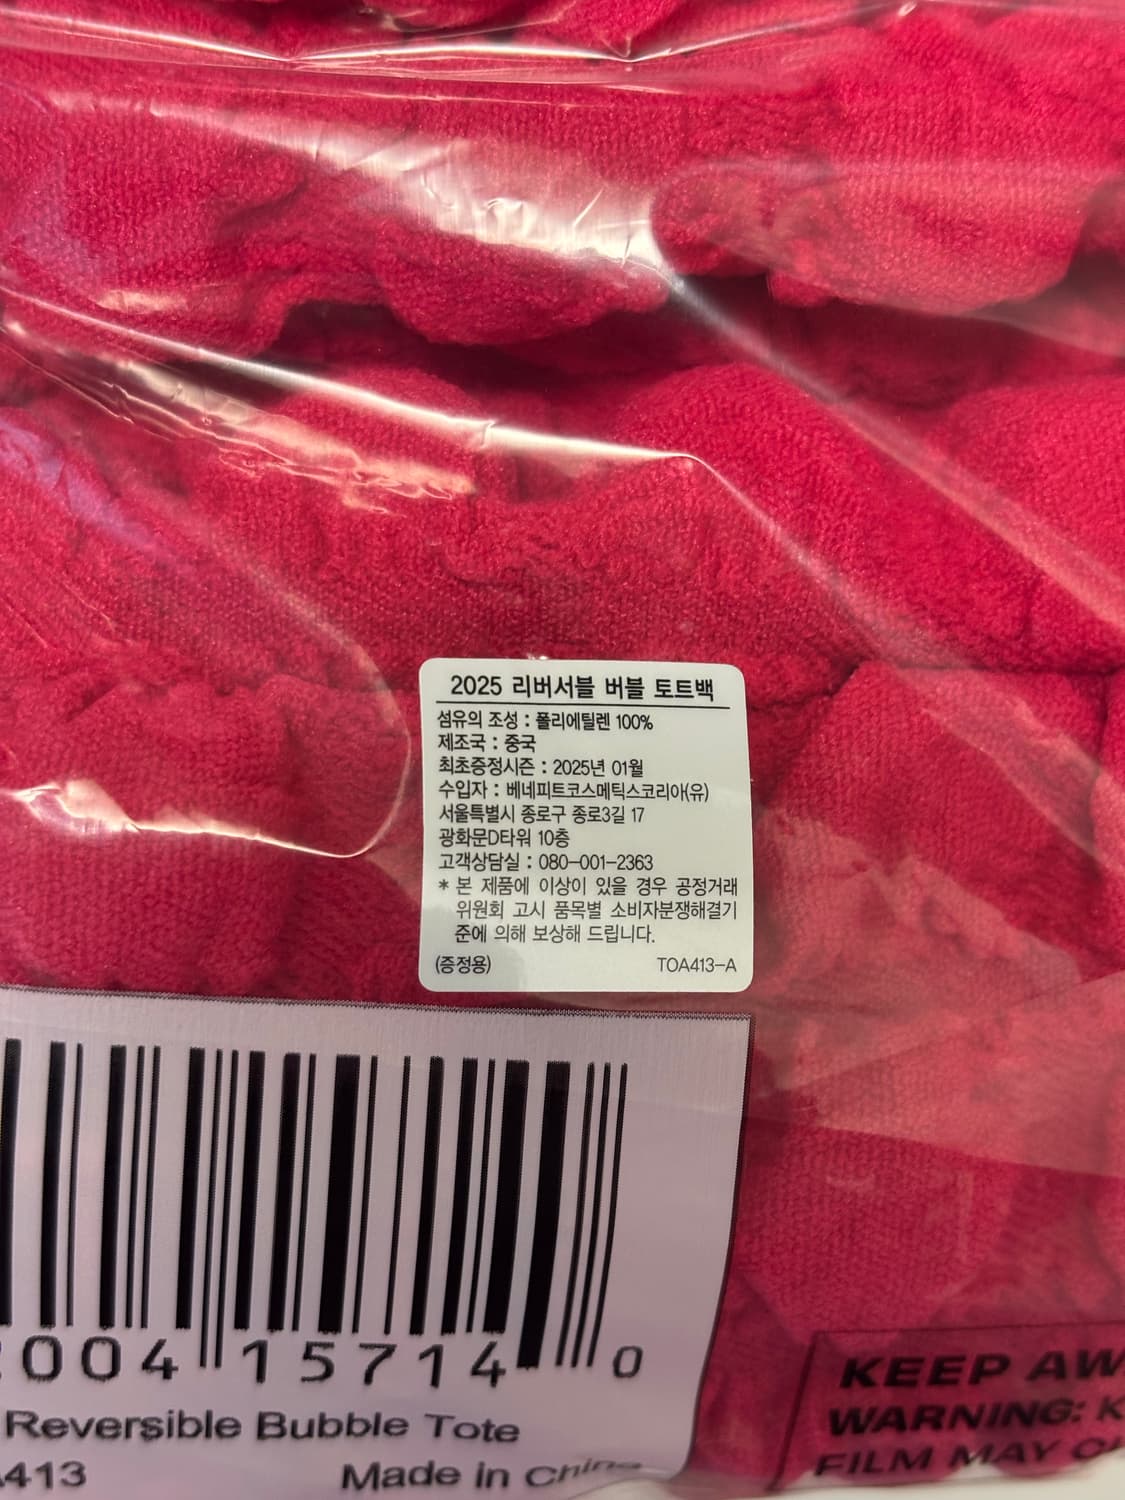 2025 리버서블 버블 토트백
섬유의 조성 : 폴리에틸렌 100%
제조국 : 중국
최초증정시즌 : 2025년 01월
수입자 : 베네피트코스메틱스코리아(유)
서울특별시 종로구 종로3길 17
광화문D타워 10층
고객상담실 : 080-001-2363
* 본 제품에 이상이 있을 경우 공정거래
위원회 고시 품목별 소비자분쟁해결기
준에 의해 보상해 드립니다.
(증정용) TOA413-A
004 15714 0
Reversible Bubble Tote
413
Made in China
KEEP AW
WARNING: K
FILM MAY